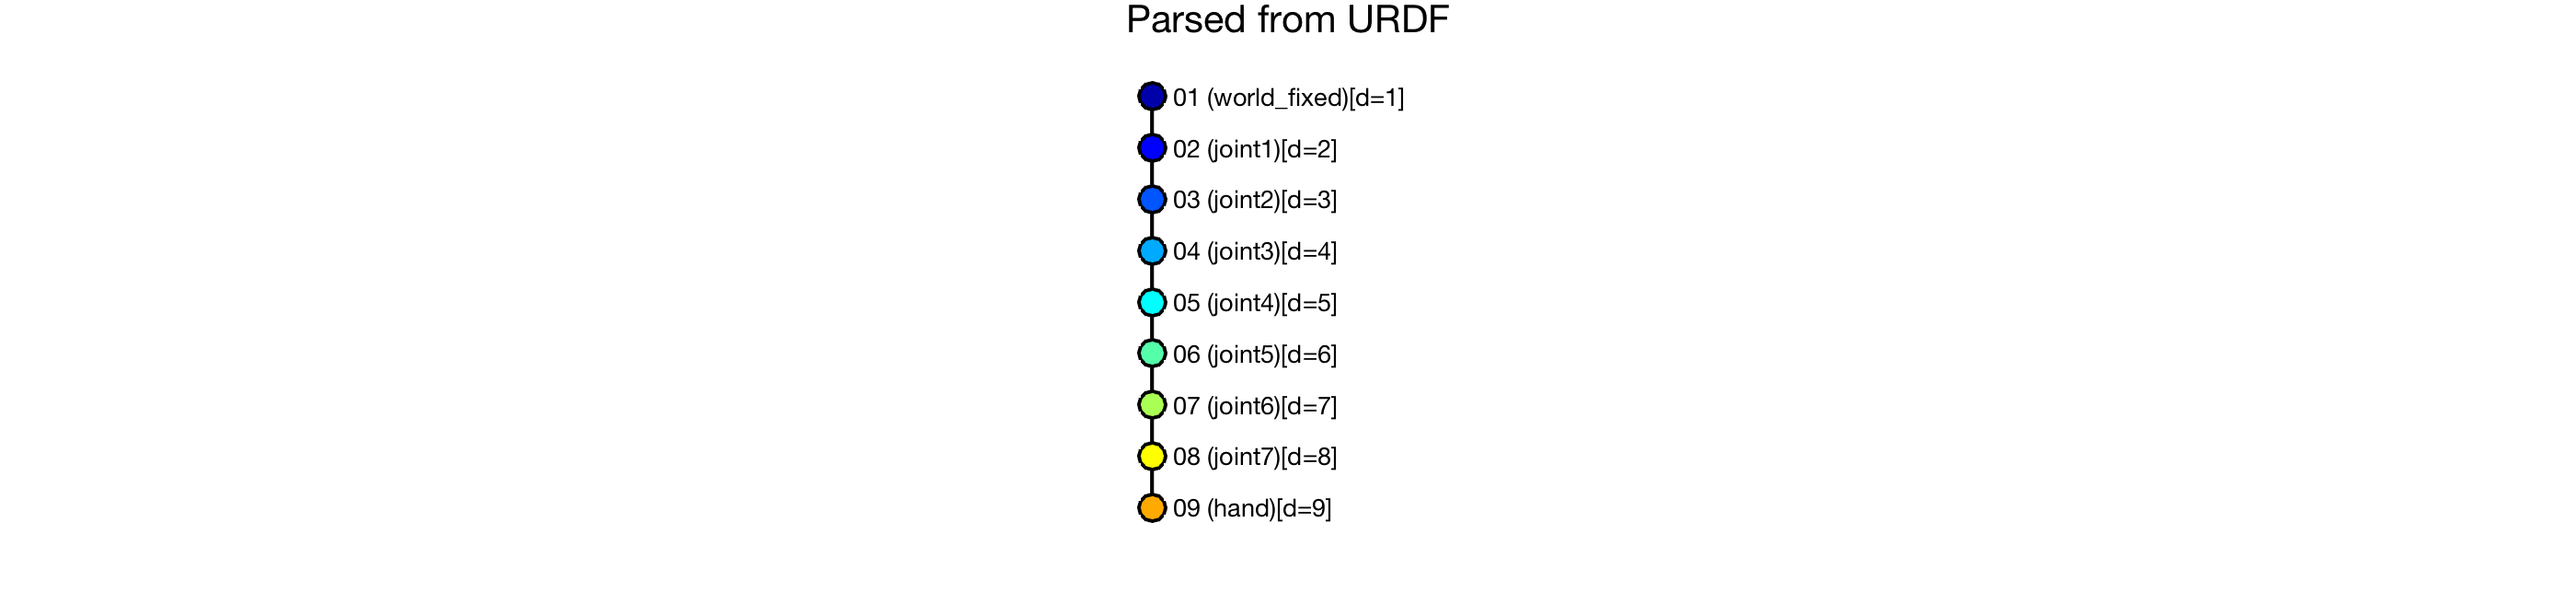 Parsed from URDF
01 (world_fixed)[d=1]
02 (joint1)[d=2]
03 (joint2)[d=3]
04 (joint3)[d=4]
05 (joint4)[d=5]
06 (joint5)[d=6]
07 (joint6)[d=7]
08 (joint7)[d=8]
09 (hand)[d=9]